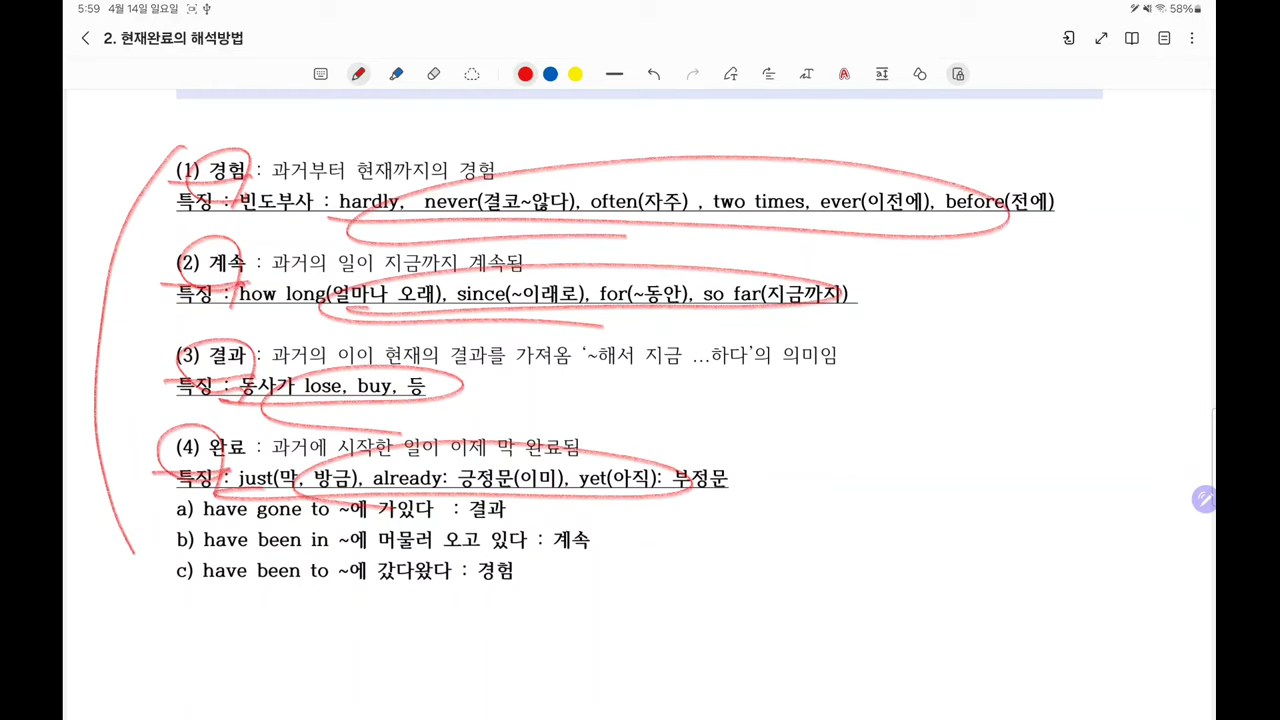 5:59 4월 14일 일요일 58%
2. 현재완료의 해석방법
(1) 경험 : 과거부터 현재까지의 경험
특징 : 빈도부사 : hardly, never(결코~않다), often(자주) , two times, ever(이전에), before(전에)
(2) 계속 : 과거의 일이 지금까지 계속됨
특징 : how long(얼마나 오래), since(~이래로), for(~동안), so far(지금까지)
(3) 결과 : 과거의 이이 현재의 결과를 가져옴 ‘~해서 지금 ...하다’의 의미임
특징 : 동사가 lose, buy, 등
(4) 완료 : 과거에 시작한 일이 이제 막 완료됨
특징 : just(막, 방금), already: 긍정문(이미), yet(아직): 부정문
a) have gone to ~에 가있다 : 결과
b) have been in ~에 머물러 오고 있다 : 계속
c) have been to ~에 갔다왔다 : 경험